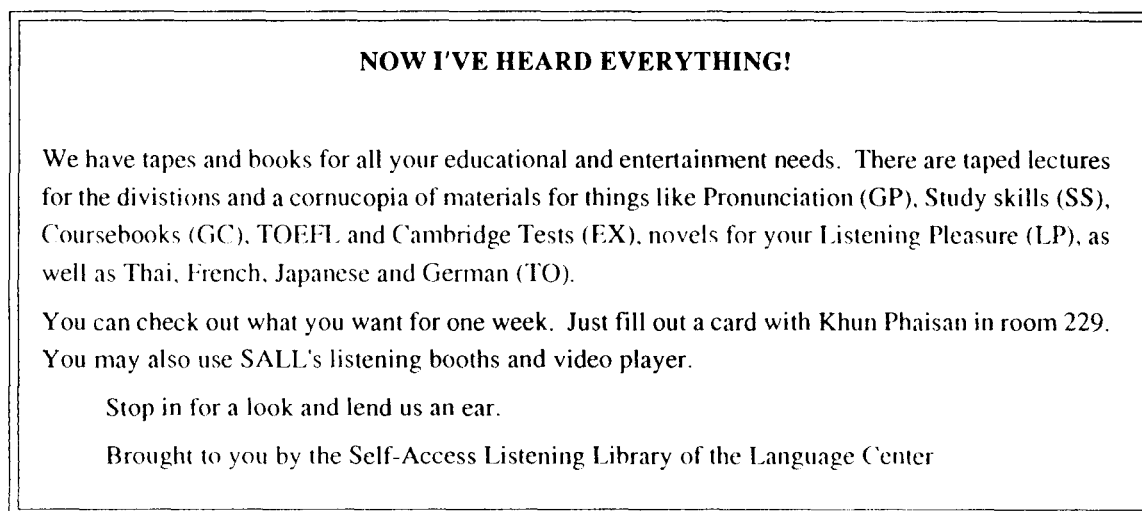 NOW I'VE HEARD EVERYTHING!
We have tapes and books for all your educational and entertainment needs. There are taped lectures
for the divistions and a cornucopia of materials for things like Pronunciation (GP), Study skills (SS),
Coursebooks (GC), TOEFL and Cambridge Tests (EX), novels for your Listening Pleasure (LP), as
well as Thai, French, Japanese and German (TO).
You can check out what you want for one week. Just fill out a card with Khun Phaisan in room 229.
You may also use SALL's listening booths and video player.
Stop in for a look and lend us an ear.
Brought to you by the Self-Access Listening Library of the Language Center